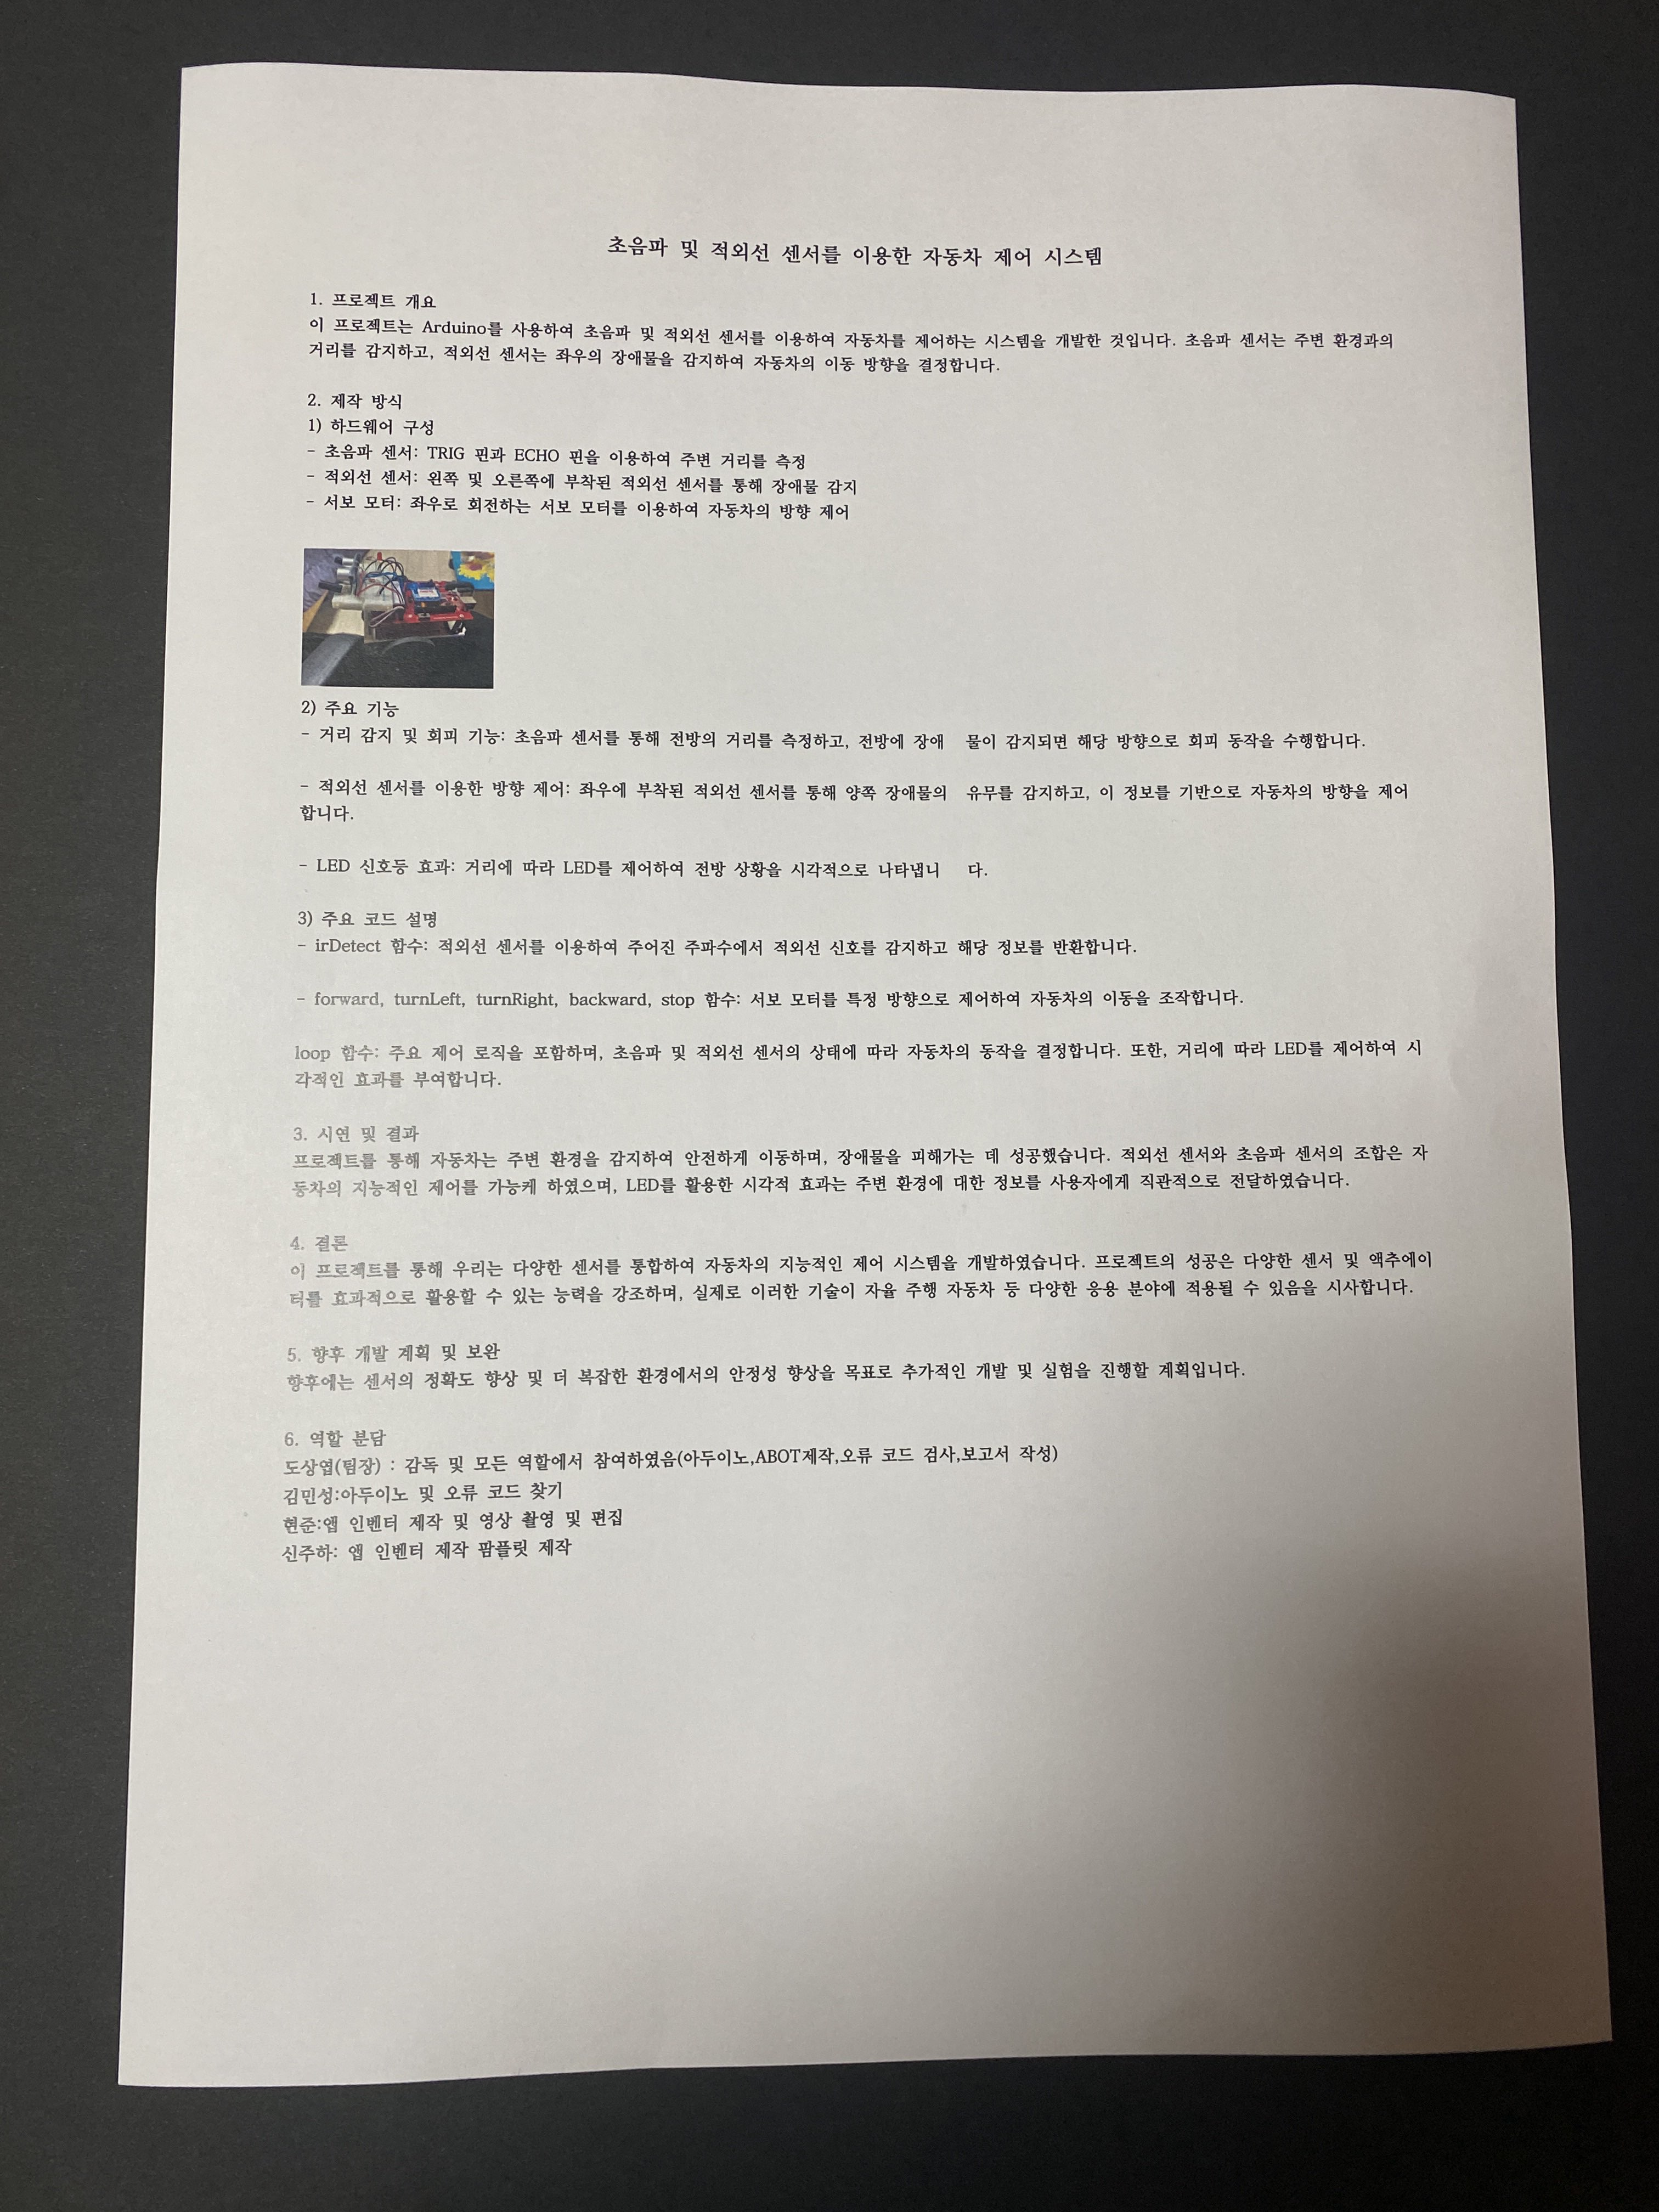 초음파 및 적외선 센서를 이용한 자동차 제어 시스템
1. 프로젝트 개요
이 프로젝트는 Arduino를 사용하여 초음파 및 적외선 센서를 이용하여 자동차를 제어하는 시스템을 개발한 것입니다. 초음파 센서는 주변 환경과의
거리를 감지하고, 적외선 센서는 좌우의 장애물을 감지하여 자동차의 이동 방향을 결정합니다.
2. 제작 방식
1) 하드웨어 구성
- 초음파 센서: TRIG 핀과 ECHO 핀을 이용하여 주변 거리를 측정
- 적외선 센서: 왼쪽 및 오른쪽에 부착된 적외선 센서를 통해 장애물 감지
- 서보 모터: 좌우로 회전하는 서보 모터를 이용하여 자동차의 방향 제어
2) 주요 기능
- 거리 감지 및 회피 기능: 초음파 센서를 통해 전방의 거리를 측정하고, 전방에 장애 물이 감지되면 해당 방향으로 회피 동작을 수행합니다.
- 적외선 센서를 이용한 방향 제어: 좌우에 부착된 적외선 센서를 통해 양쪽 장애물의 유무를 감지하고, 이 정보를 기반으로 자동차의 방향을 제어
합니다.
- LED 신호등 효과: 거리에 따라 LED를 제어하여 전방 상황을 시각적으로 나타냅니 다.
3) 주요 코드 설명
- irDetect 함수: 적외선 센서를 이용하여 주어진 주파수에서 적외선 신호를 감지하고 해당 정보를 반환합니다.
- forward, turnLeft, turnRight, backward, stop 함수: 서보 모터를 특정 방향으로 제어하여 자동차의 이동을 조작합니다.
loop 함수: 주요 제어 로직을 포함하며, 초음파 및 적외선 센서의 상태에 따라 자동차의 동작을 결정합니다. 또한, 거리에 따라 LED를 제어하여 시
각적인 효과를 부여합니다.
3. 시연 및 결과
프로젝트를 통해 자동차는 주변 환경을 감지하여 안전하게 이동하며, 장애물을 피해가는 데 성공했습니다. 적외선 센서와 초음파 센서의 조합은 자
동차의 지능적인 제어를 가능케 하였으며, LED를 활용한 시각적 효과는 주변 환경에 대한 정보를 사용자에게 직관적으로 전달하였습니다.
4. 결론
이 프로젝트를 통해 우리는 다양한 센서를 통합하여 자동차의 지능적인 제어 시스템을 개발하였습니다. 프로젝트의 성공은 다양한 센서 및 액추에이
터를 효과적으로 활용할 수 있는 능력을 강조하며, 실제로 이러한 기술이 자율 주행 자동차 등 다양한 응용 분야에 적용될 수 있음을 시사합니다.
5. 향후 개발 계획 및 보완
향후에는 센서의 정확도 향상 및 더 복잡한 환경에서의 안정성 향상을 목표로 추가적인 개발 및 실험을 진행할 계획입니다.
6. 역할 분담
도상엽(팀장) : 감독 및 모든 역할에서 참여하였음(아두이노,ABOT제작,오류 코드 검사,보고서 작성)
김민성:아두이노 및 오류 코드 찾기
현준:앱 인벤터 제작 및 영상 촬영 및 편집
신주하: 앱 인벤터 제작 팜플릿 제작